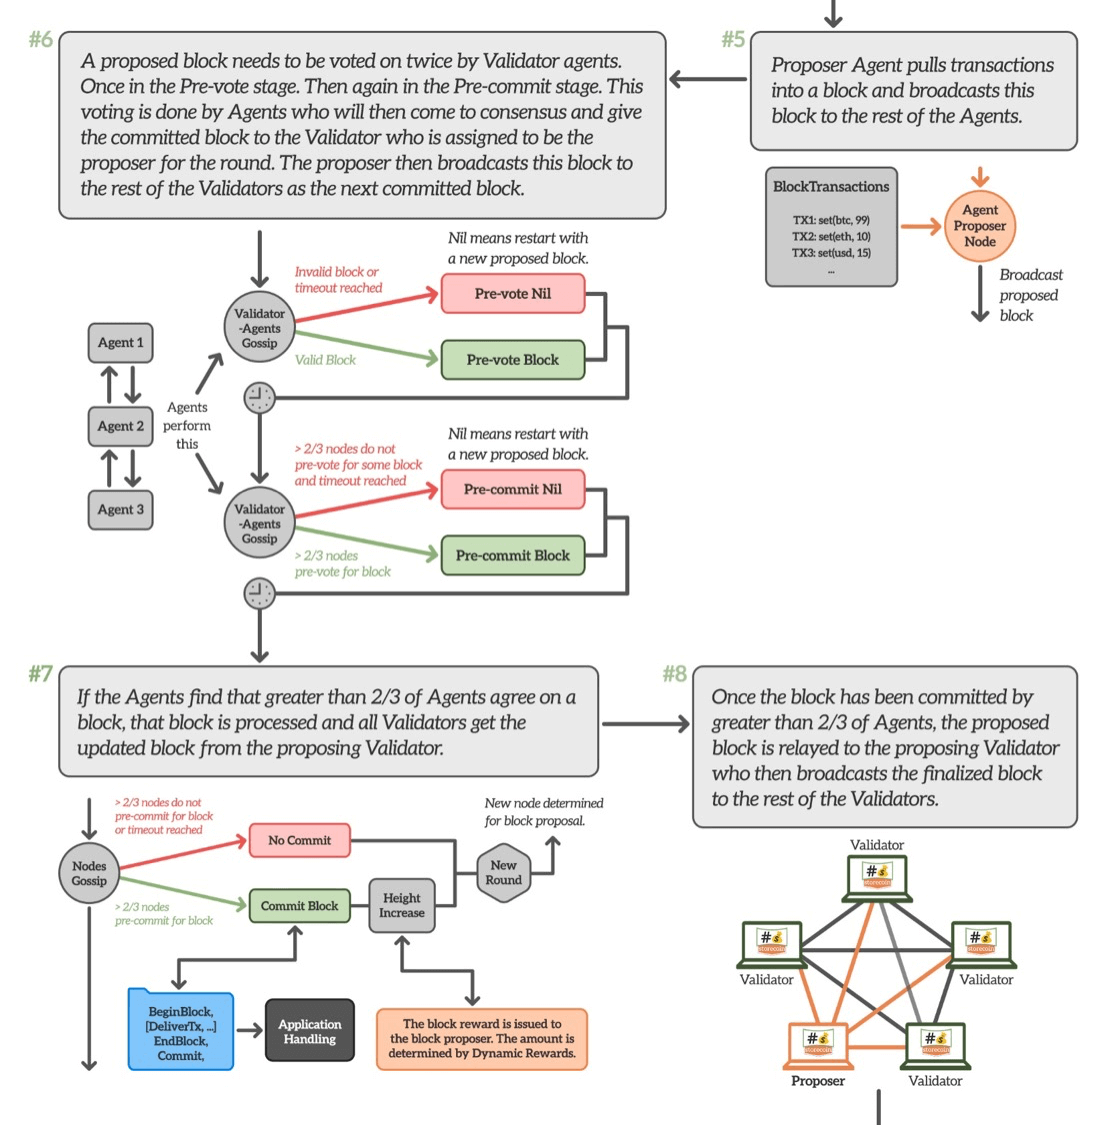 #6
A proposed block needs to be voted on twice by Validator agents.
Once in the Pre-vote stage. Then again in the Pre-commit stage. This
voting is done by Agents who will then come to consensus and give
the committed block to the Validator who is assigned to be the
proposer for the round. The proposer then broadcasts this block to
the rest of the Validators as the next committed block.
#5
Proposer Agent pulls transactions
into a block and broadcasts this
block to the rest of the Agents.
BlockTransactions
TX1: set(btc, 99)
TX2: set(eth, 10)
TX3: set(usd, 15)
...
Agent
Proposer
Node
Broadcast
proposed
block
Nil means restart with
a new proposed block.
Invalid block or
timeout reached
Pre-vote Nil
Validator
-Agents
Gossip
Valid Block
Pre-vote Block
Agent 1
Agent 2
Agent 3
Agents
perform
this
Nil means restart with
a new proposed block.
> 2/3 nodes do not
pre-vote for some block
and timeout reached
Pre-commit Nil
Validator
-Agents
Gossip
> 2/3 nodes
pre-vote for block
Pre-commit Block
#7
If the Agents find that greater than 2/3 of Agents agree on a
block, that block is processed and all Validators get the
updated block from the proposing Validator.
#8
Once the block has been committed by
greater than 2/3 of Agents, the proposed
block is relayed to the proposing Validator
who then broadcasts the finalized block
to the rest of the Validators.
> 2/3 nodes do not
pre-commit for block
or timeout reached
No Commit
New node determined
for block proposal.
Nodes
Gossip
New
Round
> 2/3 nodes
pre-commit for block
Commit Block
Height
Increase
BeginBlock,
[DeliverTx, ...]
EndBlock,
Commit,
Application
Handling
The block reward is issued to
the block proposer. The amount is
determined by Dynamic Rewards.
Validator
#
storecoin
#
storecoin
Validator
#
storecoin
Validator
#
storecoin
Proposer
#
storecoin
Validator